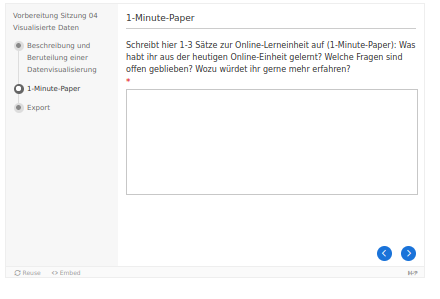 Vorbereitung Sitzung 04
Visualisierte Daten
Beschreibung und
Beruteilung einer
Datenvisualisierung
1-Minute-Paper
Export
1-Minute-Paper
Schreibt hier 1-3 Sätze zur Online-Lerneinheit auf (1-Minute-Paper): Was
habt ihr aus der heutigen Online-Einheit gelernt? Welche Fragen sind
offen geblieben? Wozu würdet ihr gerne mehr erfahren?
*
Reuse
Embed
H-P